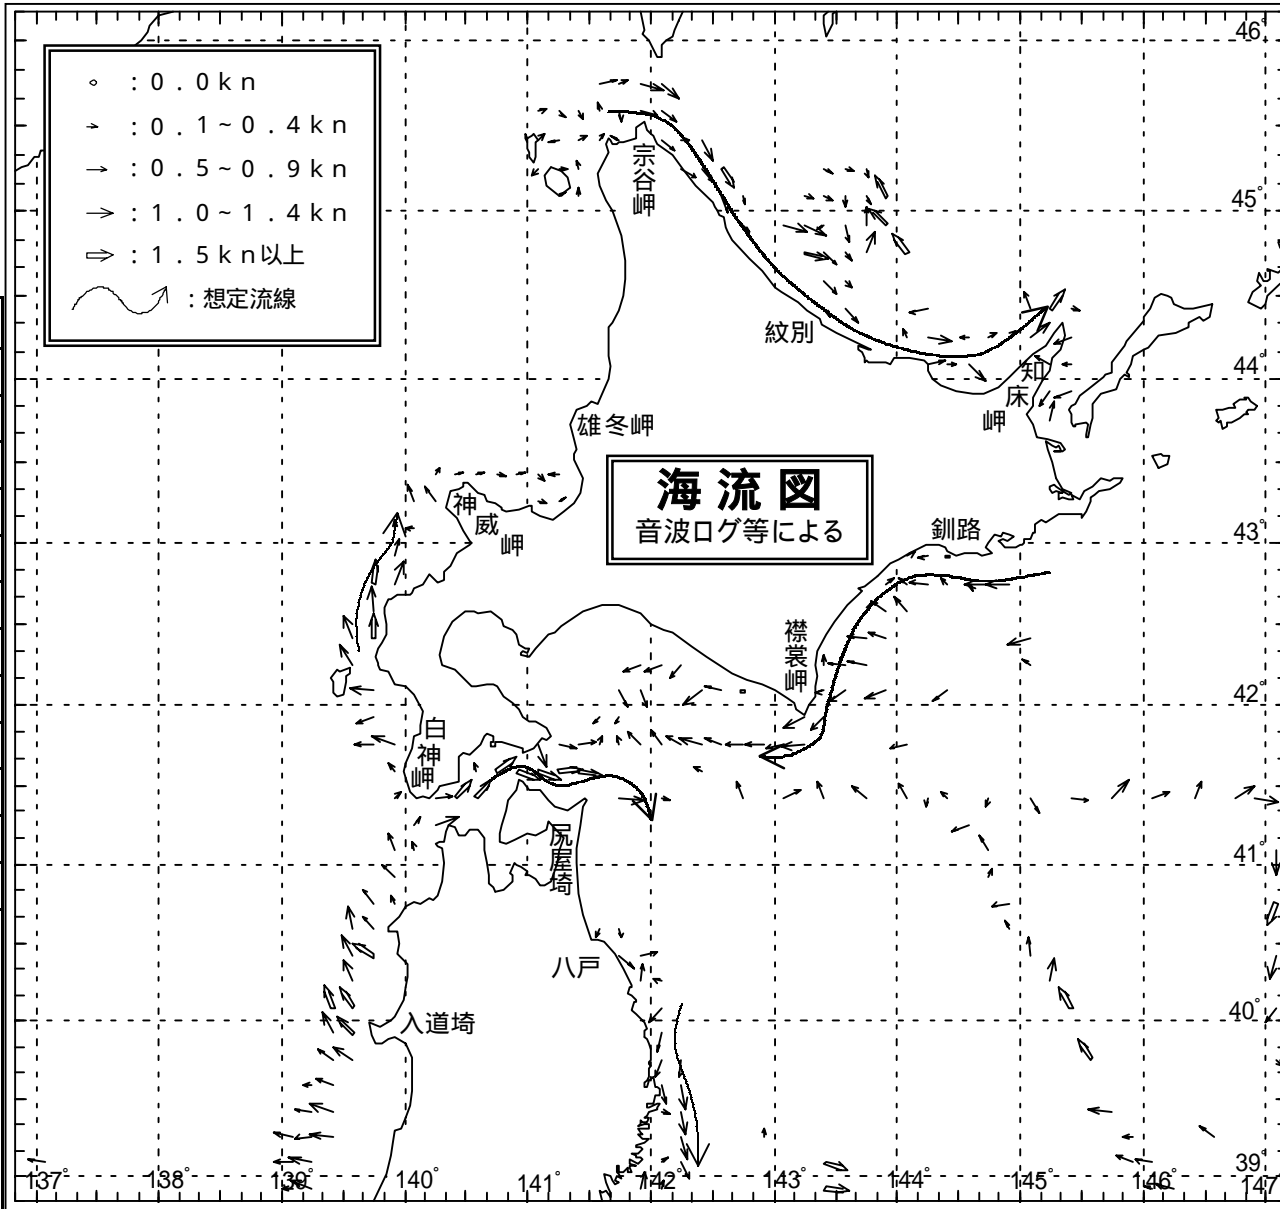 ：０．０ｋｎ
：０．１～０．４ｋｎ
：０．５～０．９ｋｎ
：１．０～１．４ｋｎ
：１．５ｋｎ以上
：想定流線
46°
宗谷岬
45°
紋別
44°
知床岬
雄冬岬
海流図
音波ログ等による
神威岬
釧路
43°
襟裳岬
42°
白神岬
尻屋埼
41°
八戸
入道埼
40°
39°
137°
138°
139°
140°
141°
142°
143°
144°
145°
146°
147°